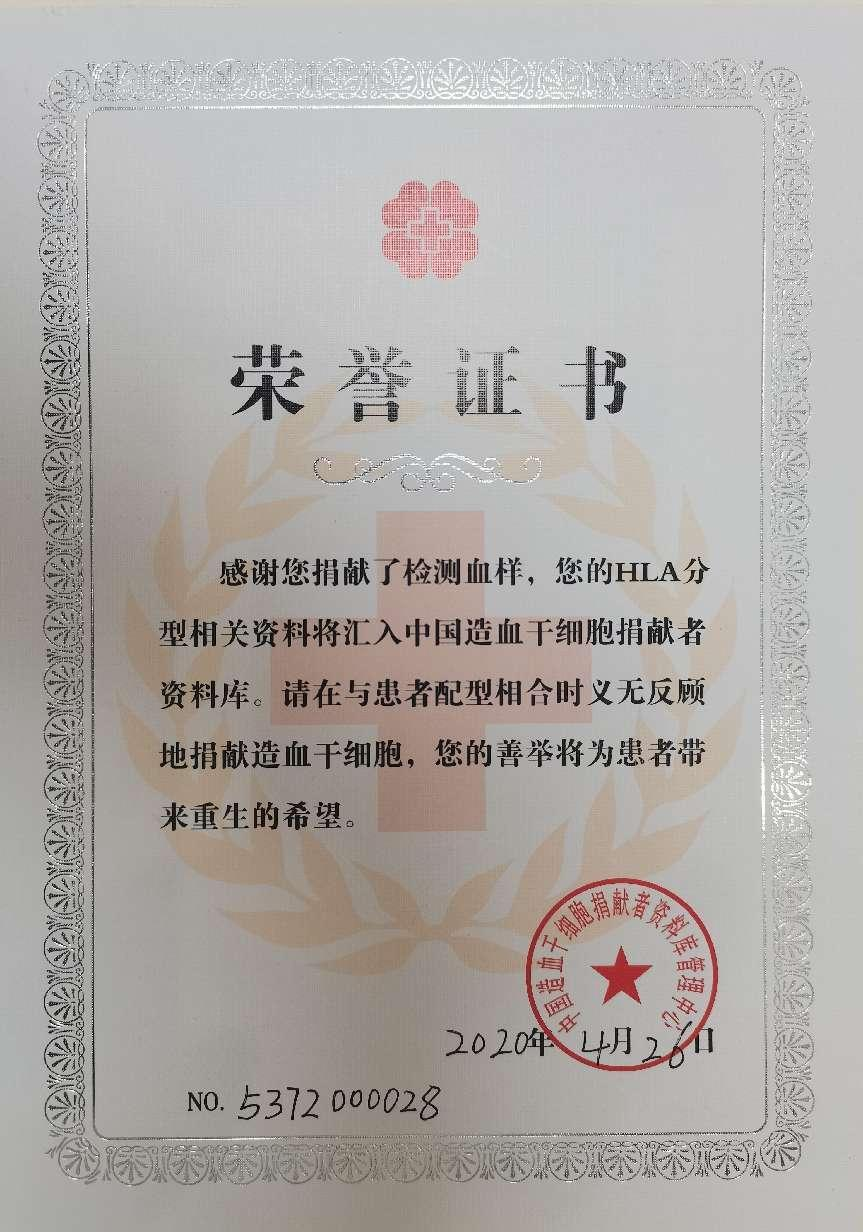 荣誉证书
感谢您捐献了检测血样，您的HLA分
型相关资料将汇入中国造血干细胞捐献者
资料库。请在与患者配型相合时义无反顾
地捐献造血干细胞，您的善举将为患者带
来重生的希望。
中国造血干细胞捐献者资料库管理中心
2020年4月26日
NO. 5372000028